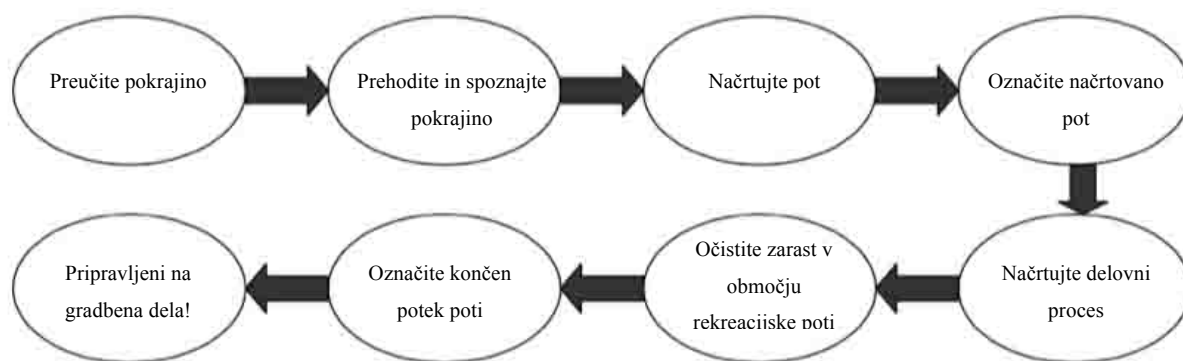 Preučite pokrajino
Prehodite in spoznajte
pokrajino
Načrtujte pot
Označite načrtovano
pot
Načrtujte delovni
proces
Očistite zarast v
območju
rekreacijske poti
Označite končen
potek poti
Pripravljeni na
gradbena dela!